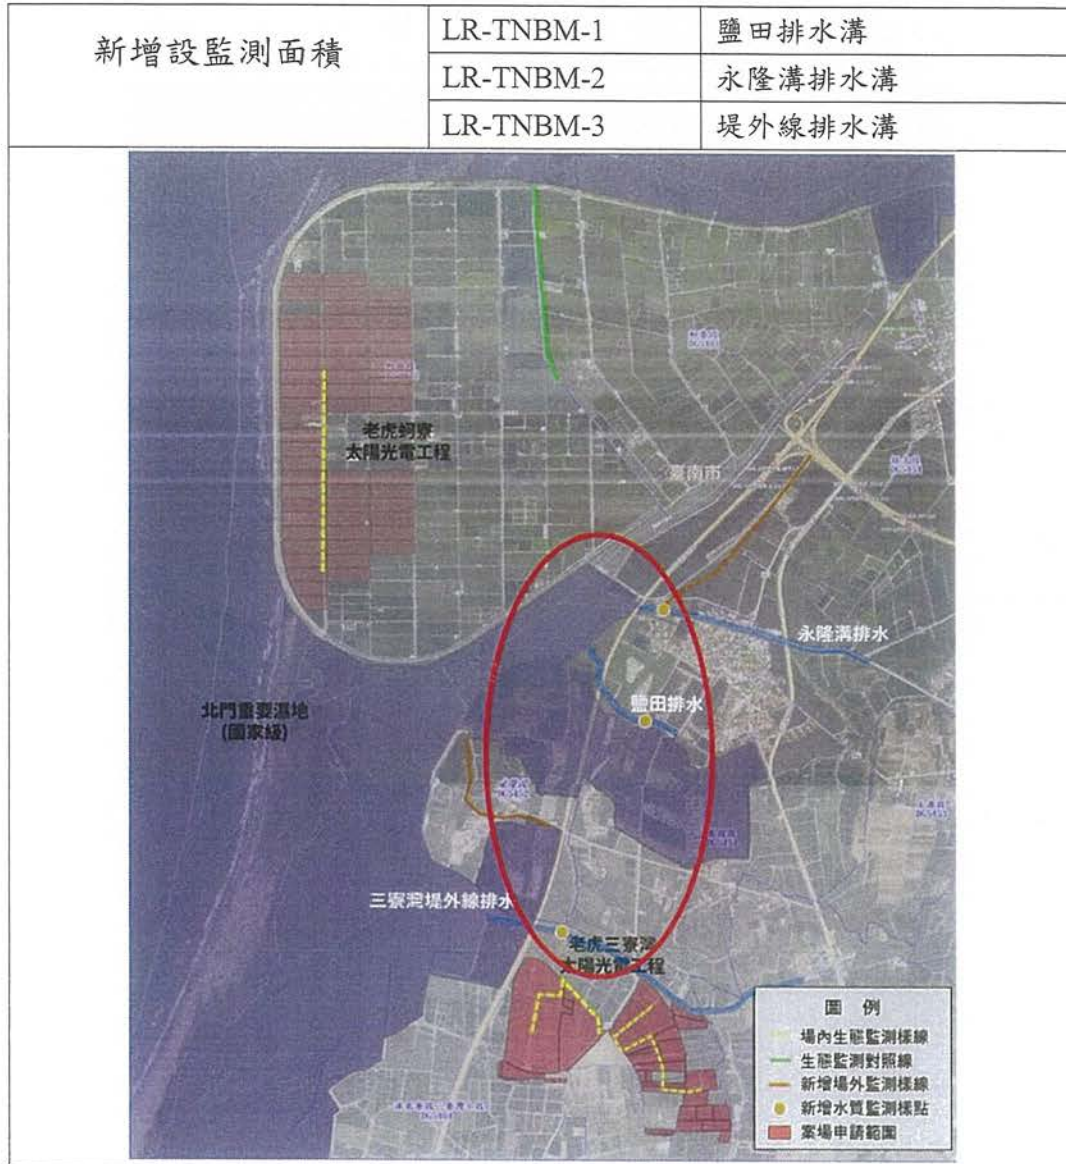 新增設監測面積
LR-TNBM-1 鹽田排水溝
LR-TNBM-2 永隆溝排水溝
LR-TNBM-3 堤外線排水溝
老虎蚵寮
太陽光電工程
臺南市
永隆溝排水
鹽田排水
北門重要濕地
(國家級)
三寮灣堤外線排水
老虎三寮灣
太陽光電工程
圖例
場內生態監測樣線
生態監測對照線
新增場外監測樣線
新增水質監測樣點
案場申請範圍